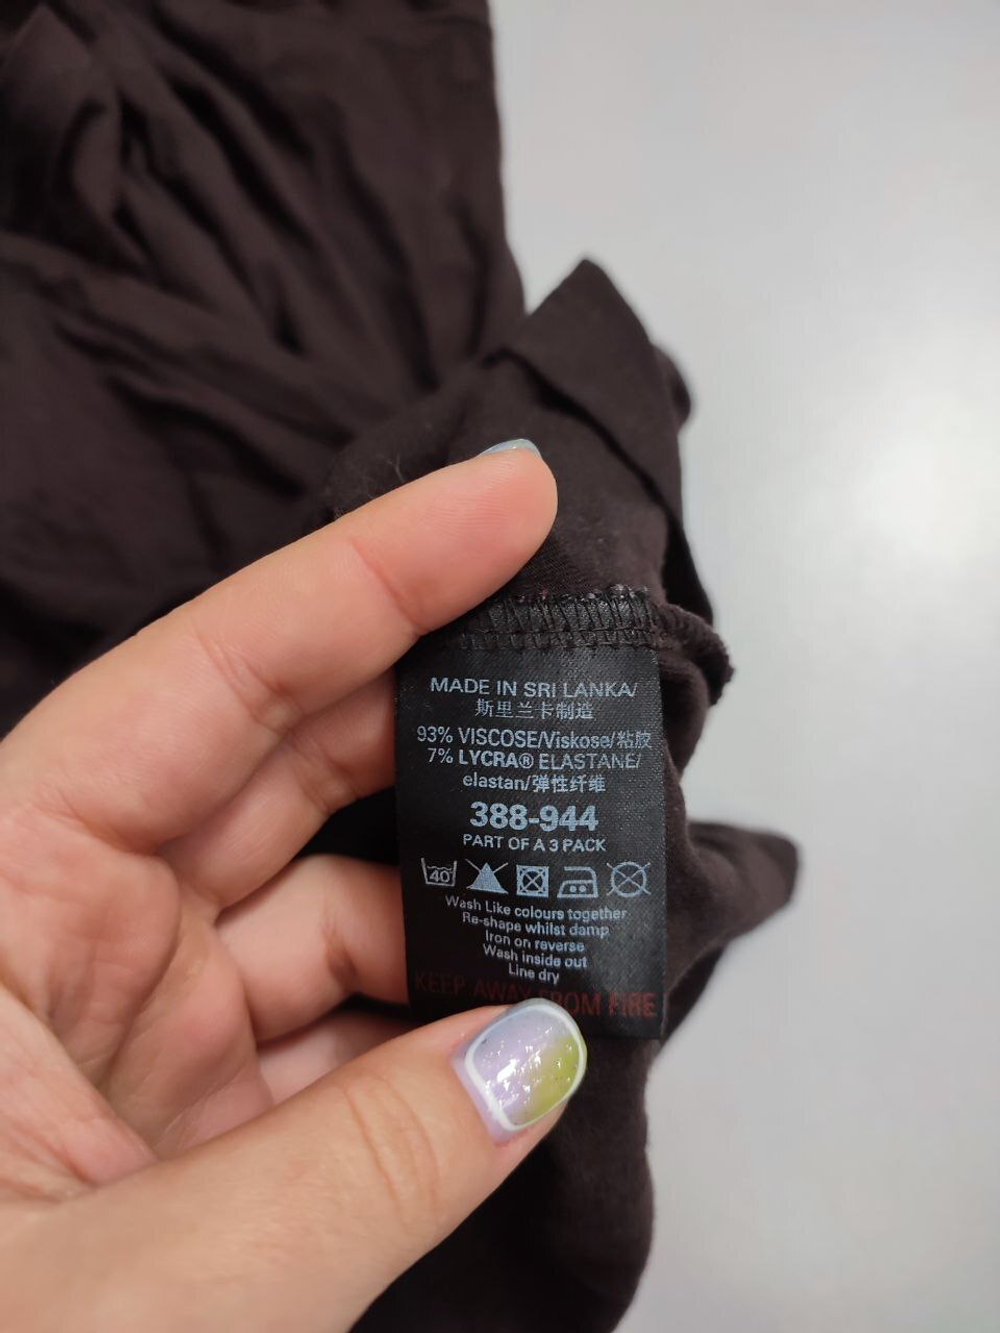 MADE IN SRI LANKA/
斯里兰卡制造
93% VISCOSE/Viskose/粘胶
7% LYCRA® ELASTANE/
elastan/弹性纤维
388-944
PART OF A 3 PACK
40
Wash Like colours together
Re-shape whilst damp
Iron on reverse
Wash inside out
Line dry
KEEP AWAY FROM FIRE